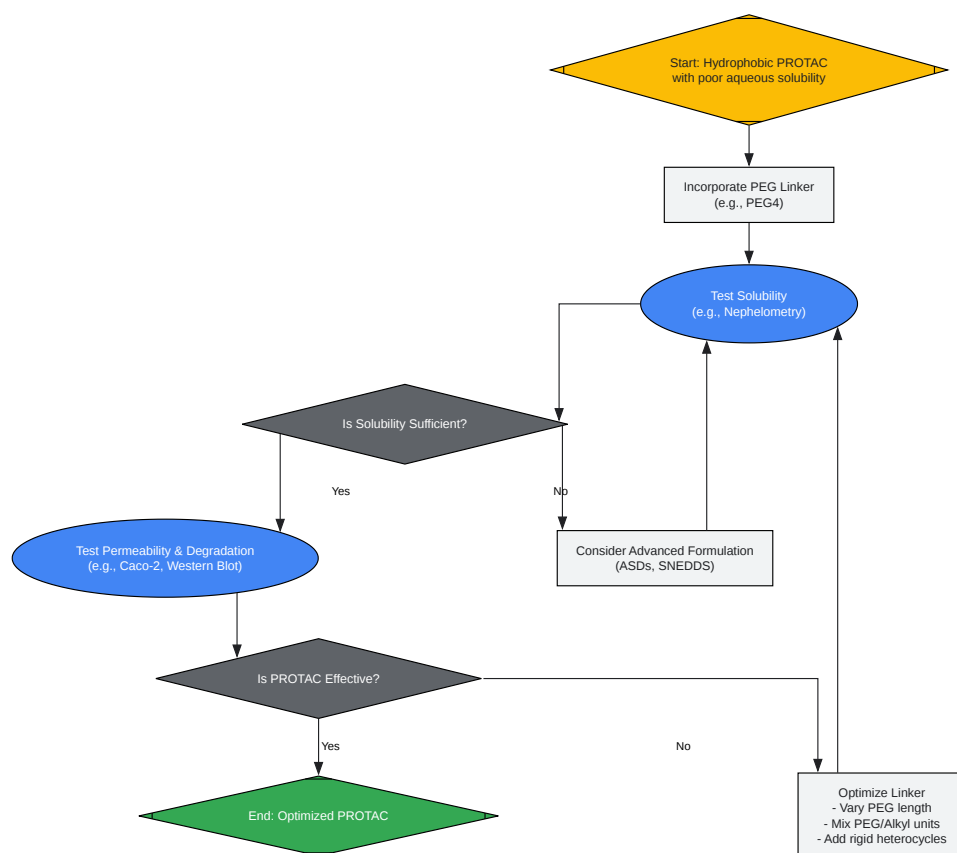 Start: Hydrophobic PROTAC
with poor aqueous solubility
Incorporate PEG Linker
(e.g., PEG4)
Test Solubility
(e.g., Nephelometry)
Is Solubility Sufficient?
Yes
No
Test Permeability & Degradation
(e.g., Caco-2, Western Blot)
Consider Advanced Formulation
(ASDs, SNEDDS)
Is PROTAC Effective?
Yes
No
End: Optimized PROTAC
Optimize Linker
- Vary PEG length
- Mix PEG/Alkyl units
- Add rigid heterocycles